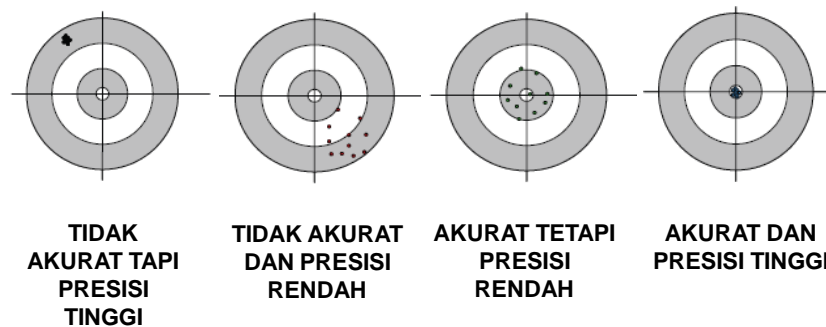 TIDAK
AKURAT TAPI
PRESISI
TINGGI
TIDAK AKURAT
DAN PRESISI
RENDAH
AKURAT TETAPI
PRESISI
RENDAH
AKURAT DAN
PRESISI TINGGI